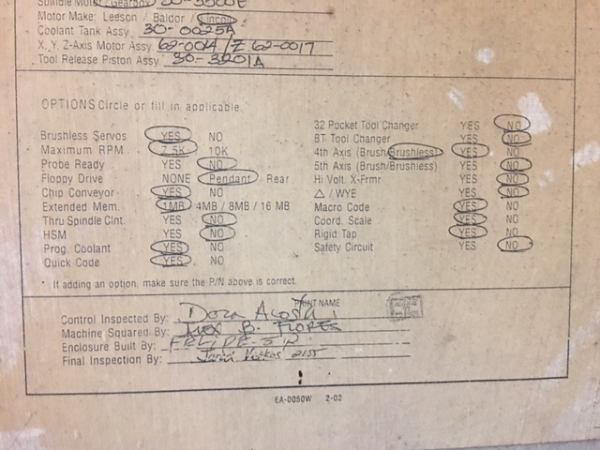 Spindle Motor/Gearbox 30-3500E
Motor Make: Leeson / Baldor / Lincoln
Coolant Tank Assy 30-0025A
X, Y, Z-Axis Motor Assy 62-0014 /Z 62-0017
Tool Release Piston Assy 30-3201A
OPTIONS Circle or fill in applicable.
Brushless Servos YES NO
Maximum RPM 7.5K 10K
Probe Ready YES NO
Floppy Drive NONE Pendant Rear
Chip Conveyor YES NO
Extended Mem. 1MB 4MB / 8MB / 16 MB
Thru Spindle Clnt. YES NO
HSM YES NO
Prog. Coolant YES NO
Quick Code YES NO
32 Pocket Tool Changer YES NO
BT Tool Changer YES NO
4th Axis (Brush/Brushless) YES NO
5th Axis (Brush/Brushless) YES NO
Hi Volt. X-Frmr YES NO
△ / WYE YES NO
Macro Code YES NO
Coord. Scale YES NO
Rigid Tap YES NO
Safety Circuit YES NO
* If adding an option, make sure the P/N above is correct.
PRINT NAME
Control Inspected By: Dora Acosta
Machine Squared By: Alex B. FLORES
Enclosure Built By: FELIPE
Final Inspection By:
EA-0050W 2-02